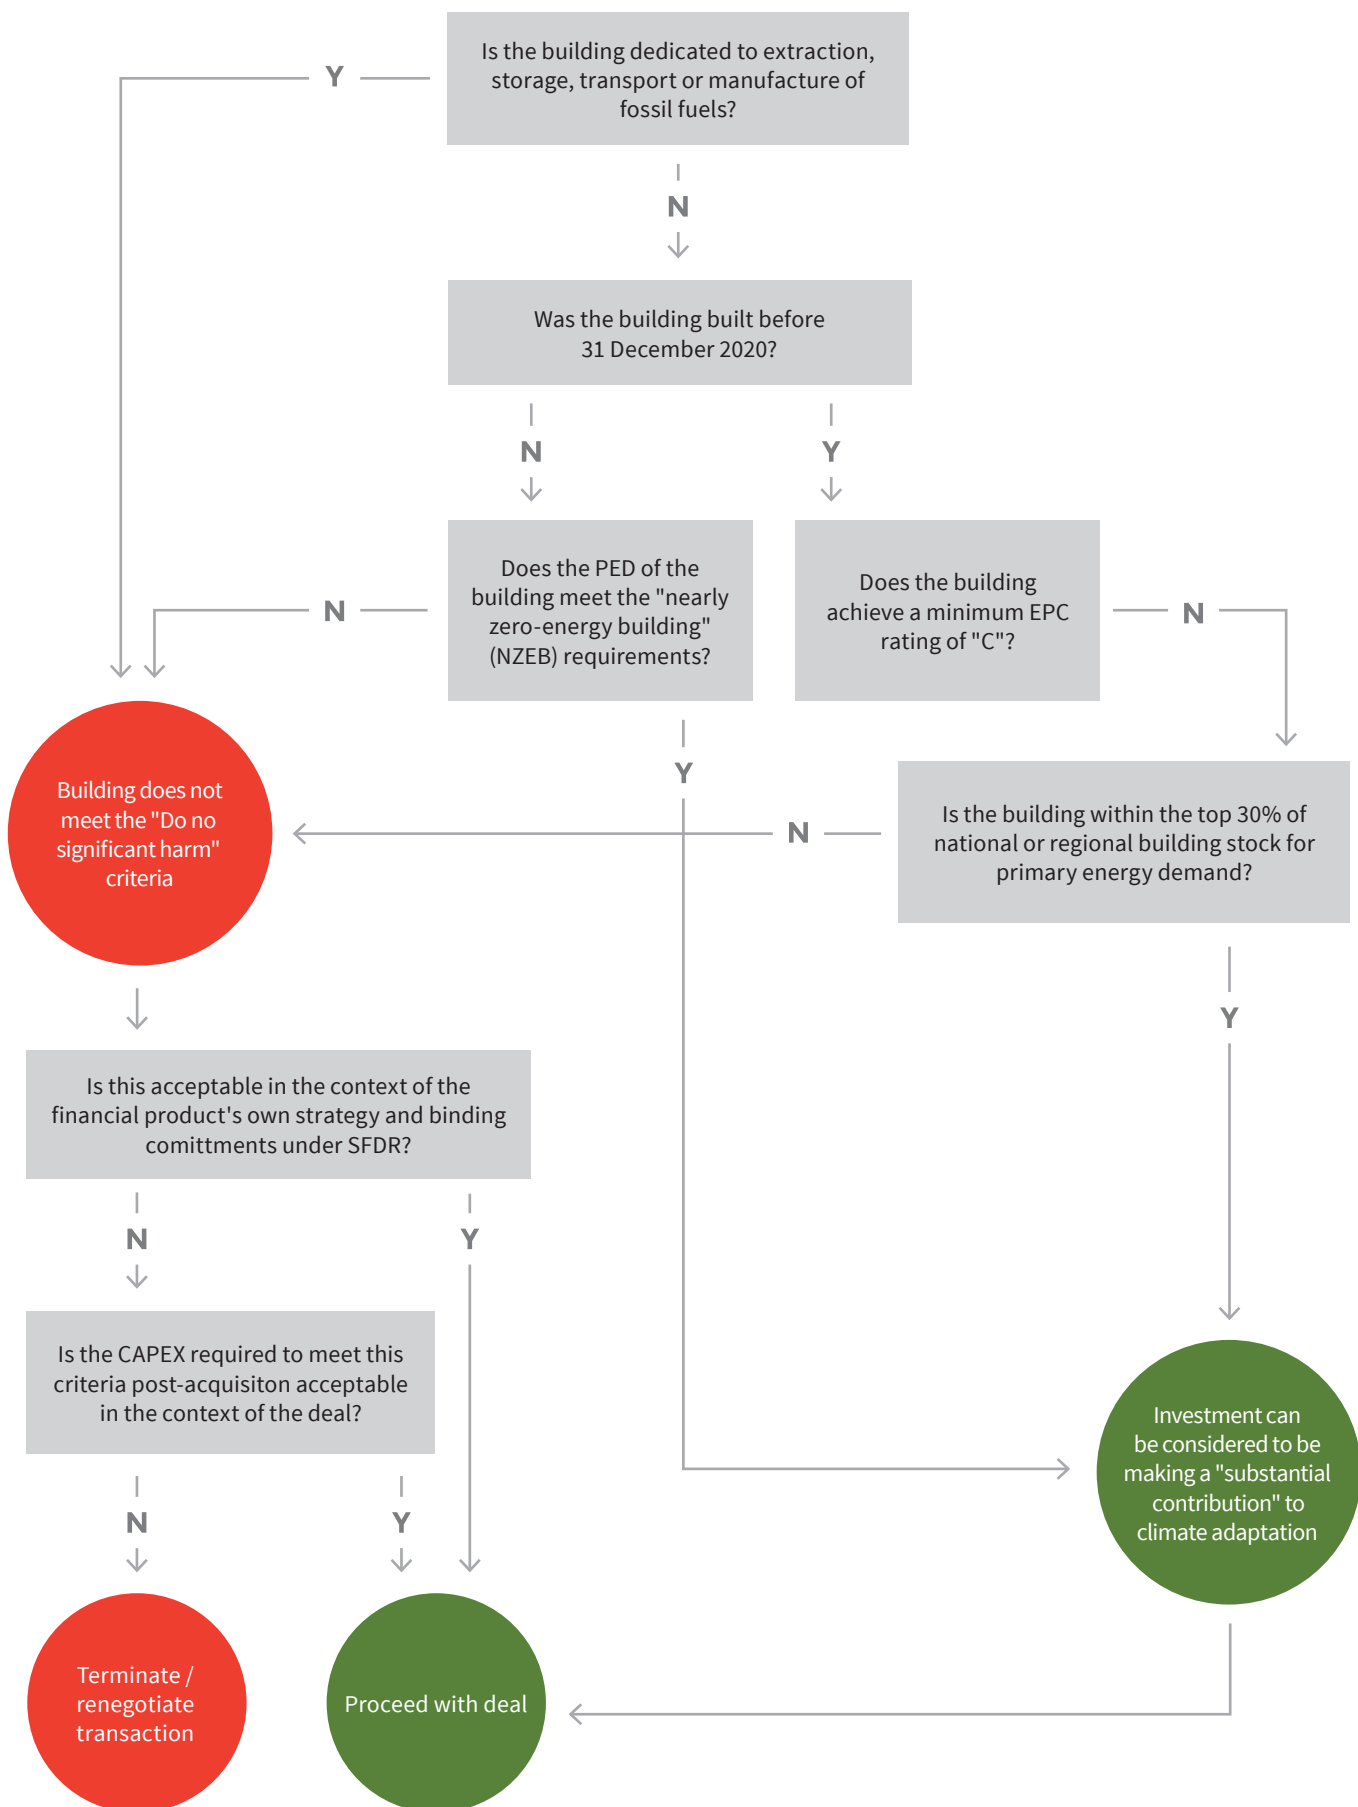 Is the building dedicated to extraction,
storage, transport or manufacture of
fossil fuels?
Y
N
Was the building built before
31 December 2020?
N
Y
Does the PED of the
building meet the "nearly
zero-energy building"
(NZEB) requirements?
Does the building
achieve a minimum EPC
rating of "C"?
N
N
Y
Building does not
meet the "Do no
significant harm"
criteria
N
Is the building within the top 30% of
national or regional building stock for
primary energy demand?
Y
Is this acceptable in the context of the
financial product's own strategy and binding
comittments under SFDR?
N
Y
Is the CAPEX required to meet this
criteria post-acquisiton acceptable
in the context of the deal?
Investment can
be considered to be
making a "substantial
contribution" to
climate adaptation
N
Y
Terminate /
renegotiate
transaction
Proceed with deal